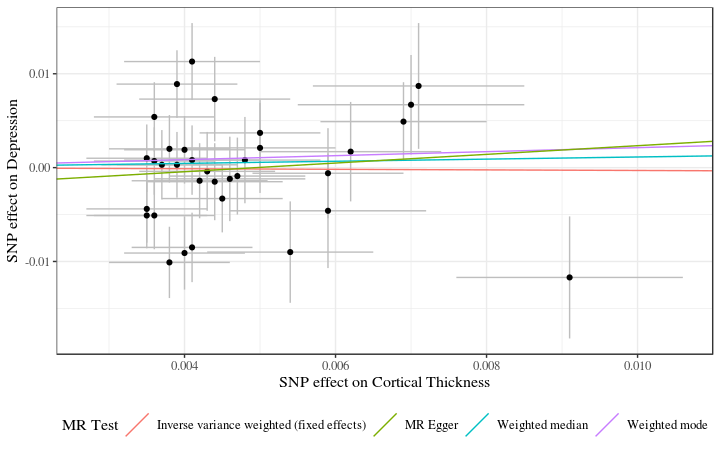 SNP effect on Depression
0.01
0.00
-0.01
0.004 0.006 0.008 0.010
SNP effect on Cortical Thickness
MR Test Inverse variance weighted (fixed effects) MR Egger Weighted median Weighted mode